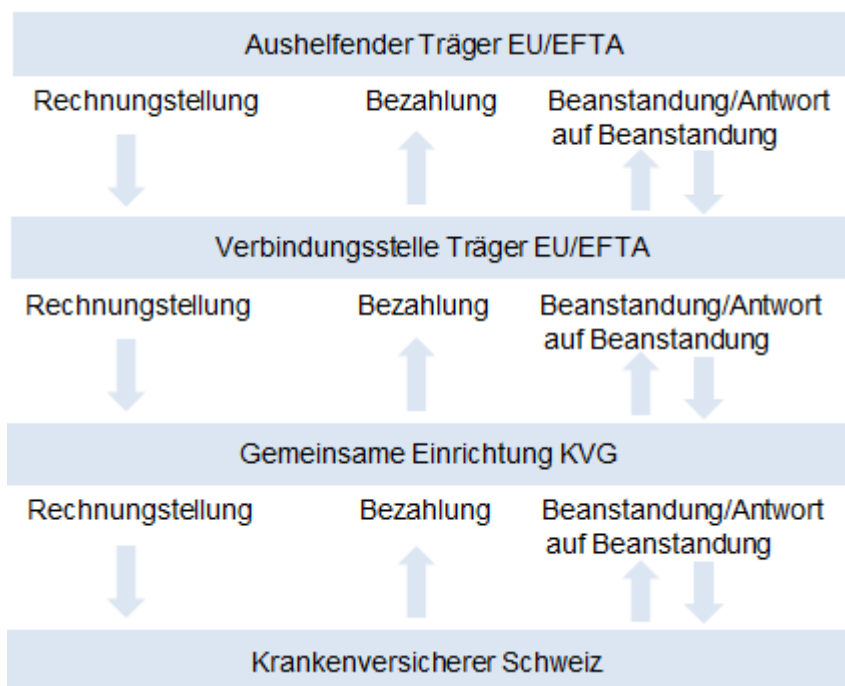 Aushelfender Träger EU/EFTA
Rechnungstellung
Bezahlung
Beanstandung/Antwort
auf Beanstandung
Verbindungsstelle Träger EU/EFTA
Rechnungstellung
Bezahlung
Beanstandung/Antwort
auf Beanstandung
Gemeinsame Einrichtung KVG
Rechnungstellung
Bezahlung
Beanstandung/Antwort
auf Beanstandung
Krankenversicherer Schweiz